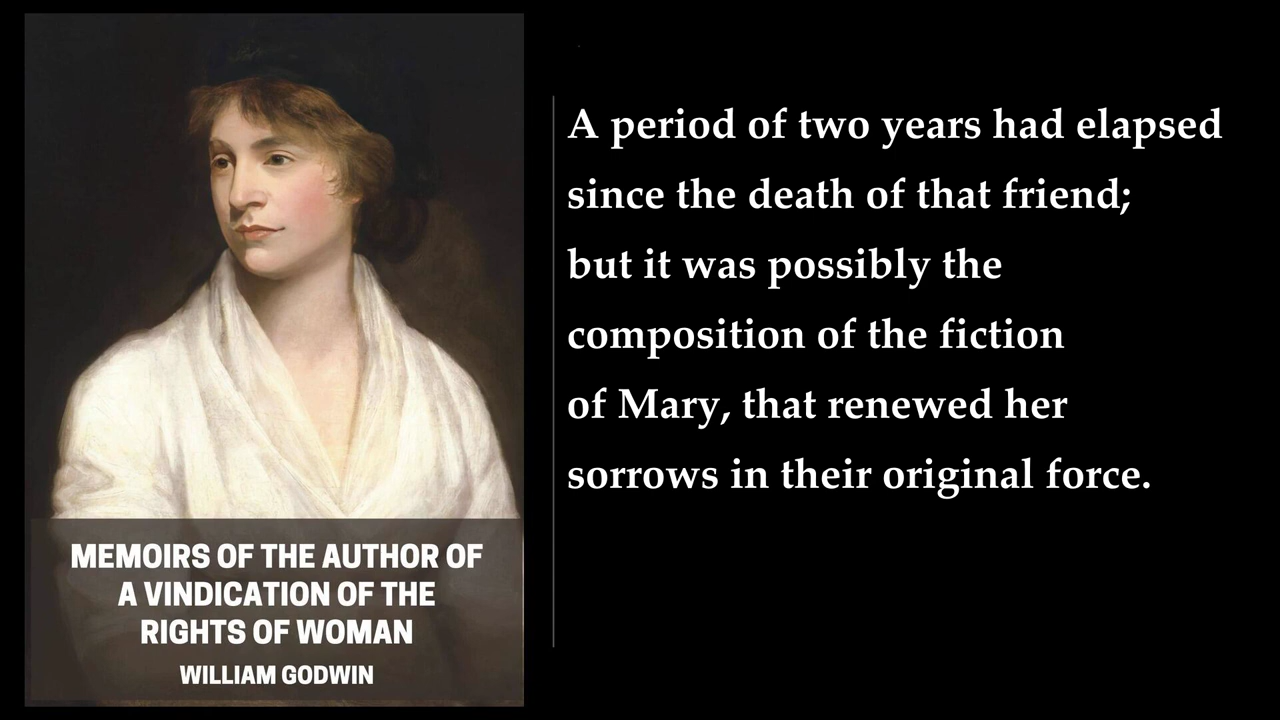 MEMOIRS OF THE AUTHOR OF
A VINDICATION OF THE
RIGHTS OF WOMAN
WILLIAM GODWIN
A period of two years had elapsed
since the death of that friend;
but it was possibly the
composition of the fiction
of Mary, that renewed her
sorrows in their original force.